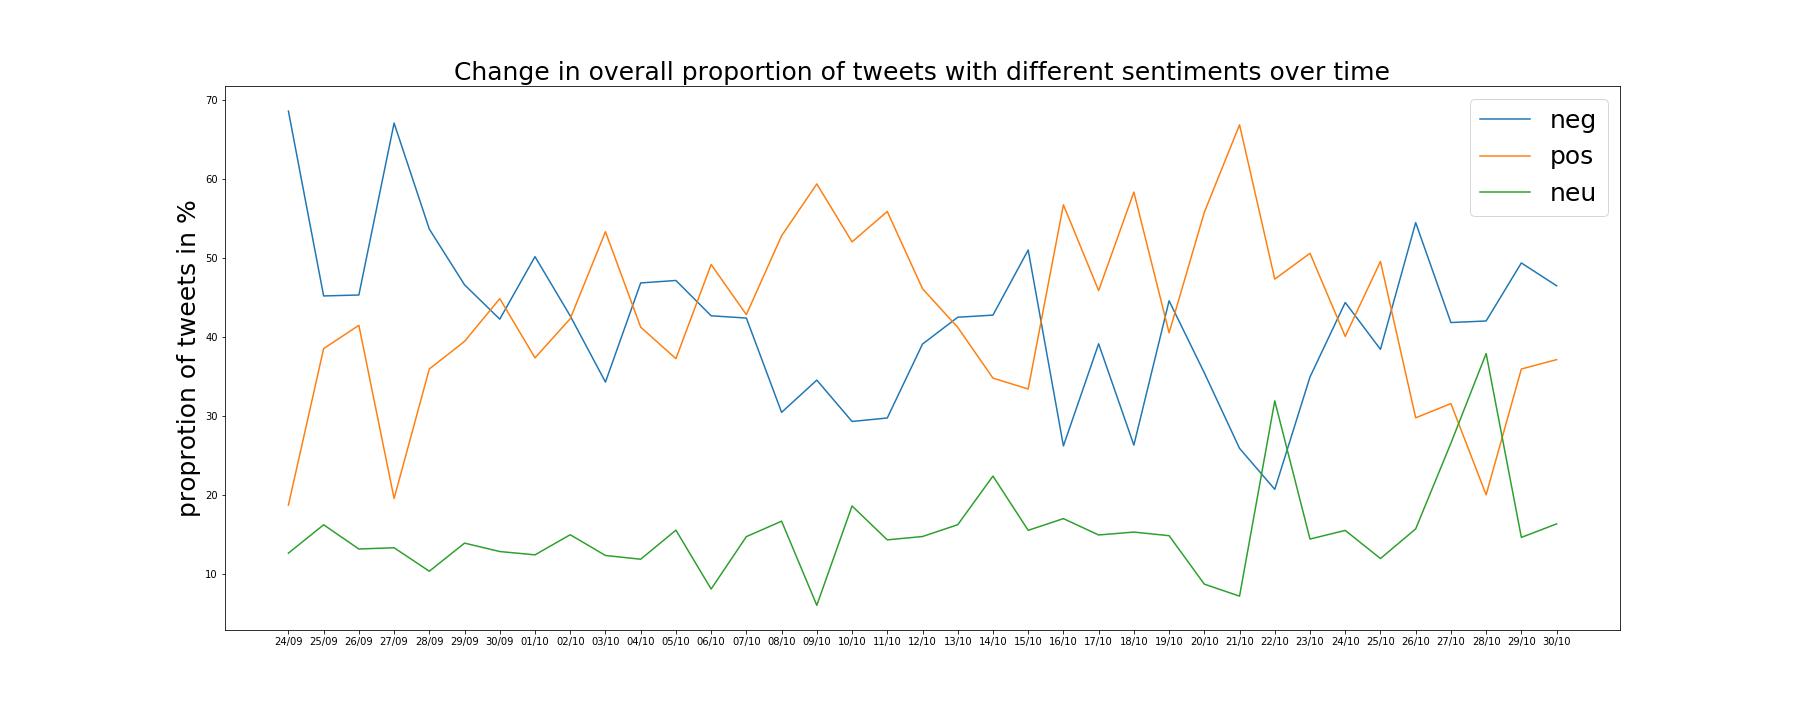 Change in overall proportion of tweets with different sentiments over time
proprotion of tweets in %
70
60
50
40
30
20
10
neg
pos
neu
24/09 25/09 26/09 27/09 28/09 29/09 30/09 01/10 02/10 03/10 04/10 05/10 06/10 07/10 08/10 09/10 10/10 11/10 12/10 13/10 14/10 15/10 16/10 17/10 18/10 19/10 20/10 21/10 22/10 23/10 24/10 25/10 26/10 27/10 28/10 29/10 30/10